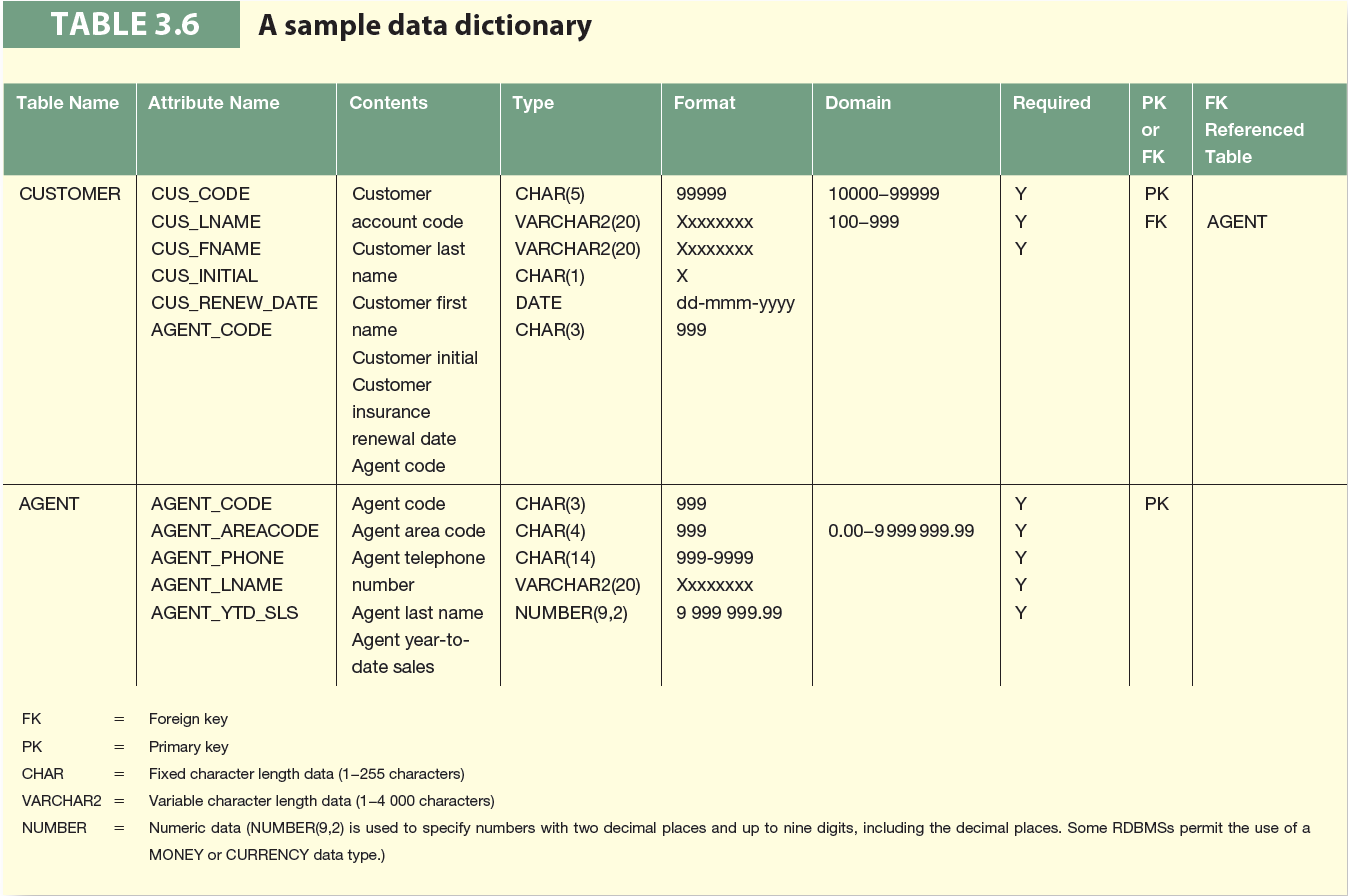 TABLE 3.6 A sample data dictionary
Table Name Attribute Name Contents Type Format Domain Required PK FK
or Referenced
FK Table
CUSTOMER CUS_CODE Customer CHAR(5) 99999 10000–99999 Y PK
CUS_LNAME account code VARCHAR2(20) Xxxxxxxx 100–999 Y FK AGENT
CUS_FNAME Customer last VARCHAR2(20) Xxxxxxxx Y
CUS_INITIAL name CHAR(1) X
CUS_RENEW_DATE Customer first DATE dd-mmm-yyyy
AGENT_CODE name CHAR(3) 999
Customer initial
Customer
insurance
renewal date
Agent code
AGENT AGENT_CODE Agent code CHAR(3) 999 Y PK
AGENT_AREACODE Agent area code CHAR(4) 999 0.00–9 999 999.99 Y
AGENT_PHONE Agent telephone CHAR(14) 999-9999 Y
AGENT_LNAME number VARCHAR2(20) Xxxxxxxx Y
AGENT_YTD_SLS Agent last name NUMBER(9,2) 9 999 999.99 Y
Agent year-to-
date sales
FK = Foreign key
PK = Primary key
CHAR = Fixed character length data (1–255 characters)
VARCHAR2 = Variable character length data (1–4 000 characters)
NUMBER = Numeric data (NUMBER(9,2) is used to specify numbers with two decimal places and up to nine digits, including the decimal places. Some RDBMSs permit the use of a
MONEY or CURRENCY data type.)